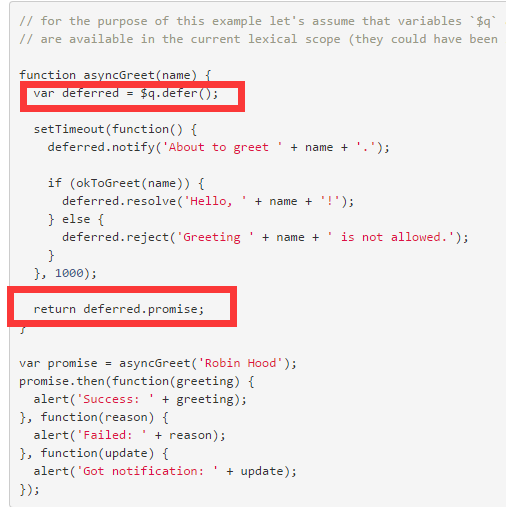 // for the purpose of this example let's assume that variables `$q`
// are available in the current lexical scope (they could have been
function asyncGreet(name) {
  var deferred = $q.defer();
  setTimeout(function() {
    deferred.notify('About to greet ' + name + '.');
    if (okToGreet(name)) {
      deferred.resolve('Hello, ' + name + '!');
    } else {
      deferred.reject('Greeting ' + name + ' is not allowed.');
    }
  }, 1000);
  return deferred.promise;
}
var promise = asyncGreet('Robin Hood');
promise.then(function(greeting) {
  alert('Success: ' + greeting);
}, function(reason) {
  alert('Failed: ' + reason);
}, function(update) {
  alert('Got notification: ' + update);
});